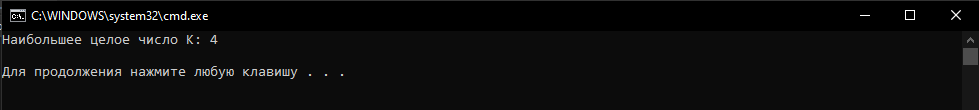 C:\WINDOWS\system32\cmd.exe
Наибольшее целое число K: 4
Для продолжения нажмите любую клавишу . . .